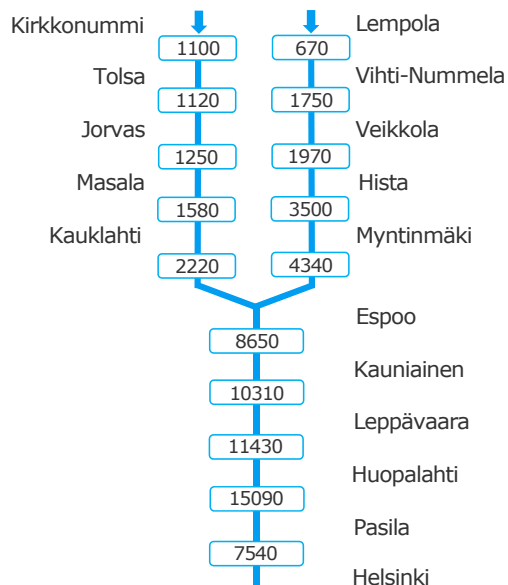 Kirkkonummi
Lempola
1100
670
Tolsa
Vihti-Nummela
1120
1750
Jorvas
Veikkola
1250
1970
Masala
Hista
1580
3500
Kauklahti
Myntinmäki
2220
4340
Espoo
8650
Kauniainen
10310
Leppävaara
11430
Huopalahti
15090
Pasila
7540
Helsinki